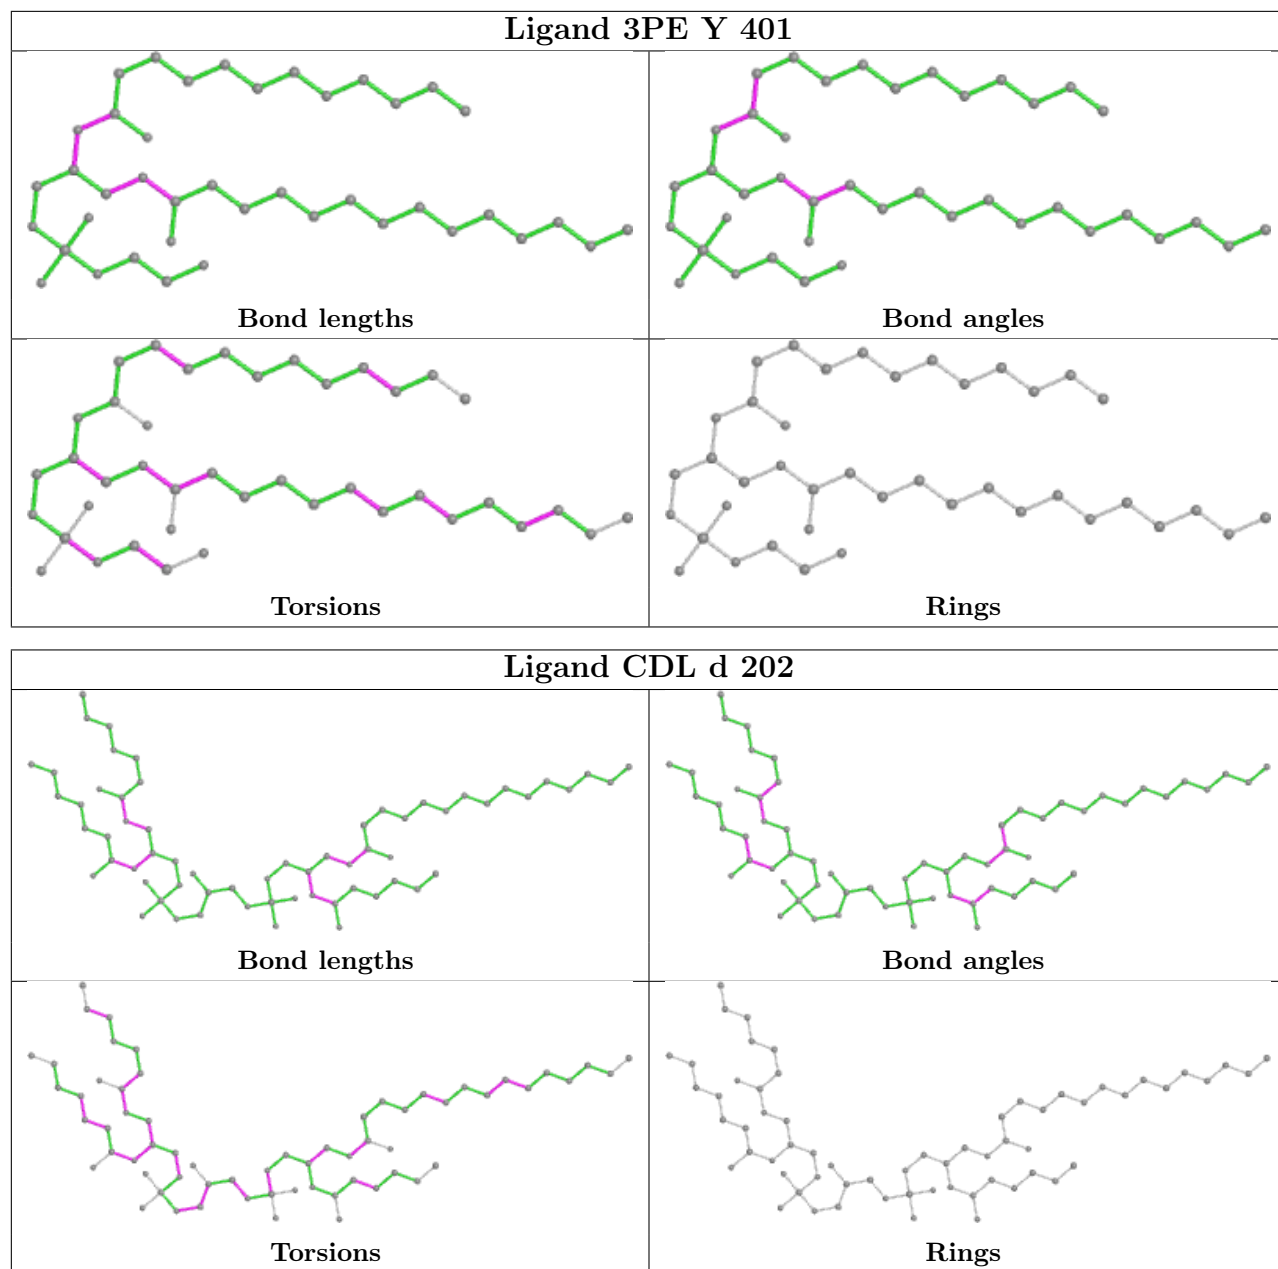 Ligand 3PE Y 401
Bond lengths
Bond angles
Torsions
Rings
Ligand CDL d 202
Bond lengths
Bond angles
Torsions
Rings